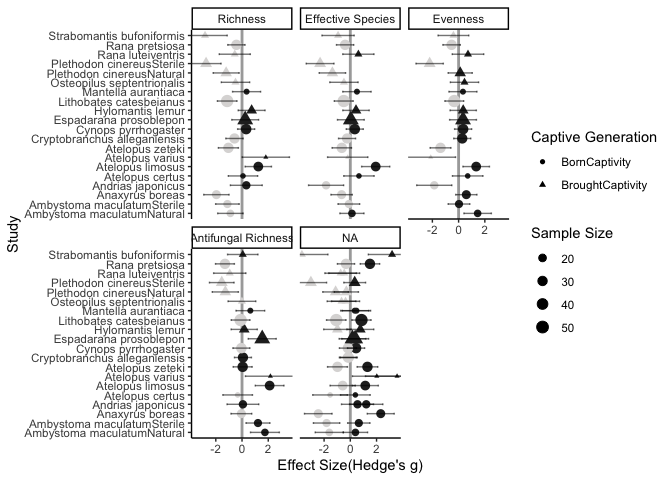 Richness
Effective Species
Evenness
Strabomantis bufoniformis
Rana pretsiosa
Rana luteiventris
Plethodon cinereusSterile
Plethodon cinereusNatural
Osteopilus septentrionalis
Mantella aurantiaca
Lithobates catesbeianus
Hylomantis lemur
Espadarana prosoblepon
Cynops pyrrhogaster
Cryptobranchus alleganiensis
Atelopus zeteki
Atelopus varius
Atelopus limosus
Atelopus certus
Andrias japonicus
Anaxyrus boreas
Ambystoma maculatumSterile
Ambystoma maculatumNatural
-2 0 2
Study
Antifungal Richness
NA
Strabomantis bufoniformis
Rana pretsiosa
Rana luteiventris
Plethodon cinereusSterile
Plethodon cinereusNatural
Osteopilus septentrionalis
Mantella aurantiaca
Lithobates catesbeianus
Hylomantis lemur
Espadarana prosoblepon
Cynops pyrrhogaster
Cryptobranchus alleganiensis
Atelopus zeteki
Atelopus varius
Atelopus limosus
Atelopus certus
Andrias japonicus
Anaxyrus boreas
Ambystoma maculatumSterile
Ambystoma maculatumNatural
-2 0 2
-2 0 2
Effect Size(Hedge's g)
Captive Generation
BornCaptivity
BroughtCaptivity
Sample Size
20
30
40
50